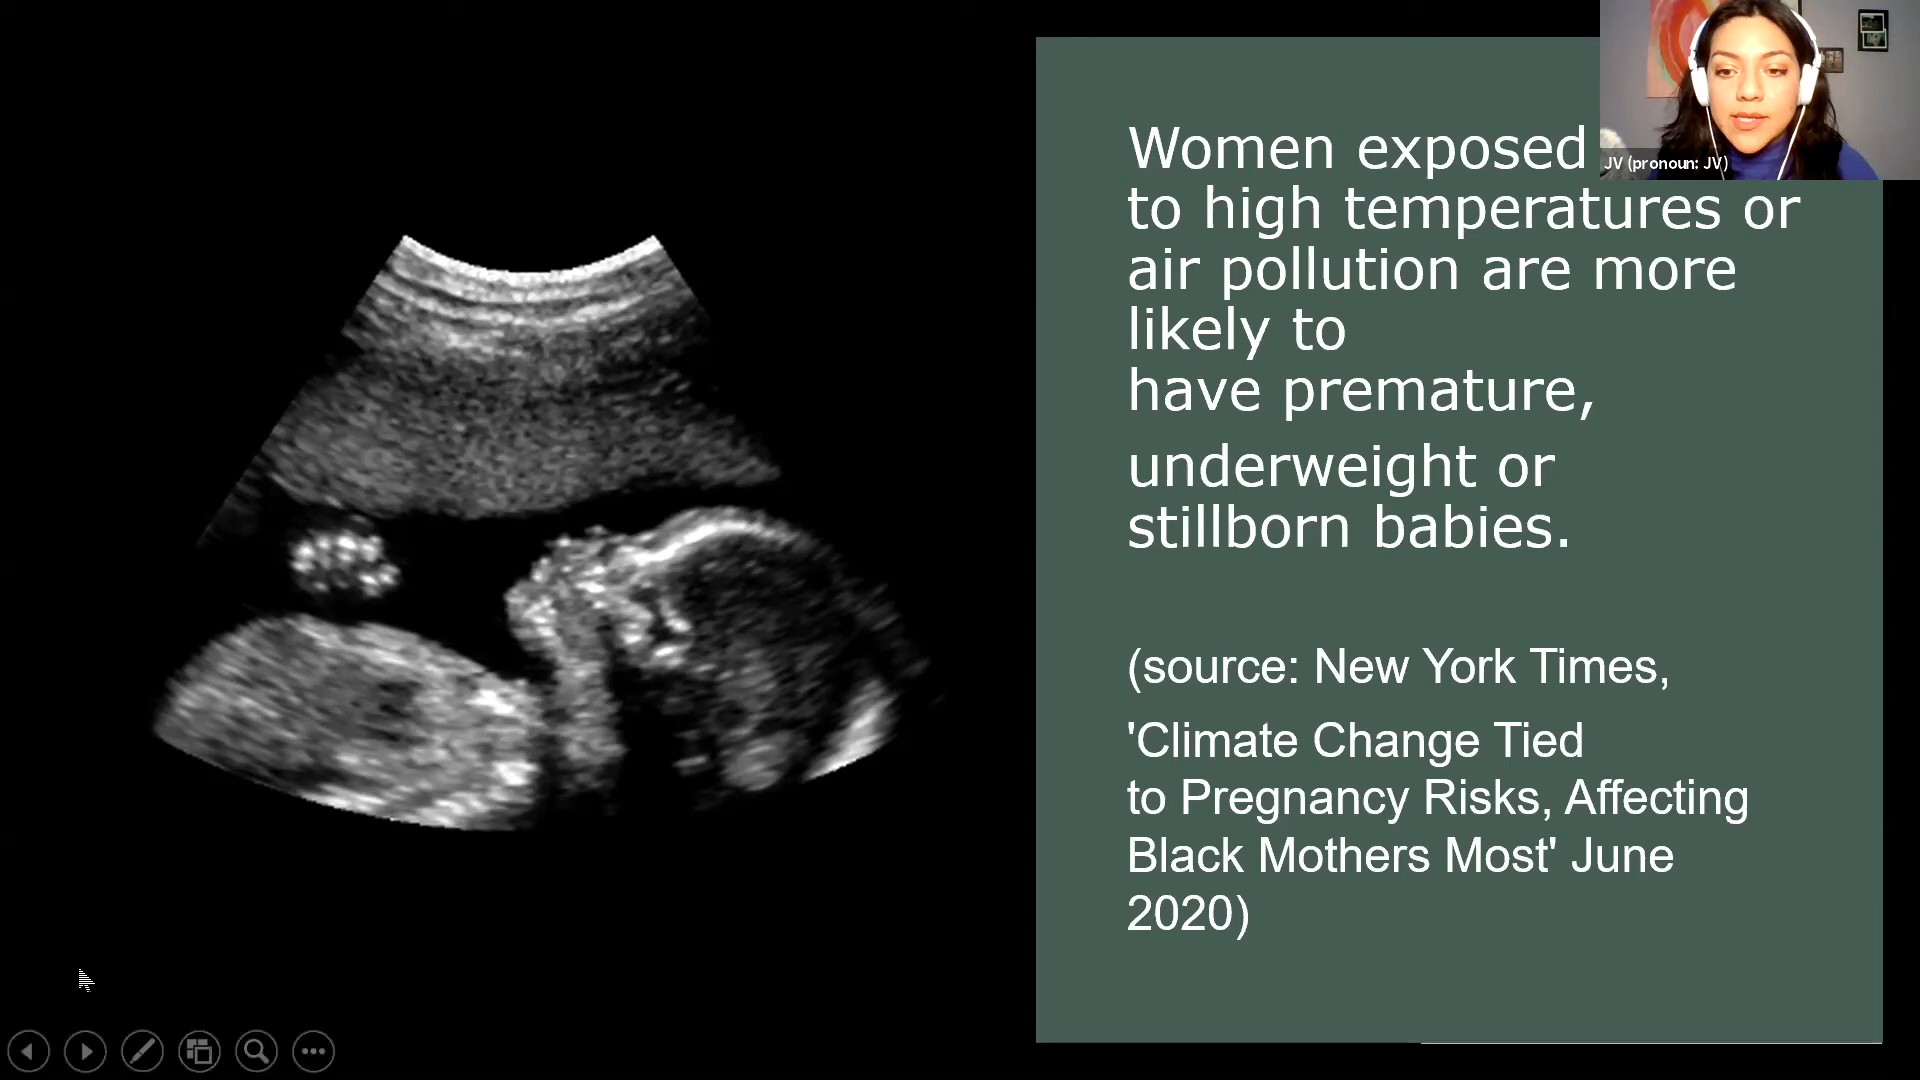 Women exposed
to high temperatures or
air pollution are more
likely to
have premature,
underweight or
stillborn babies.
(source: New York Times,
'Climate Change Tied
to Pregnancy Risks, Affecting
Black Mothers Most' June
2020)
JV (pronoun: JV)